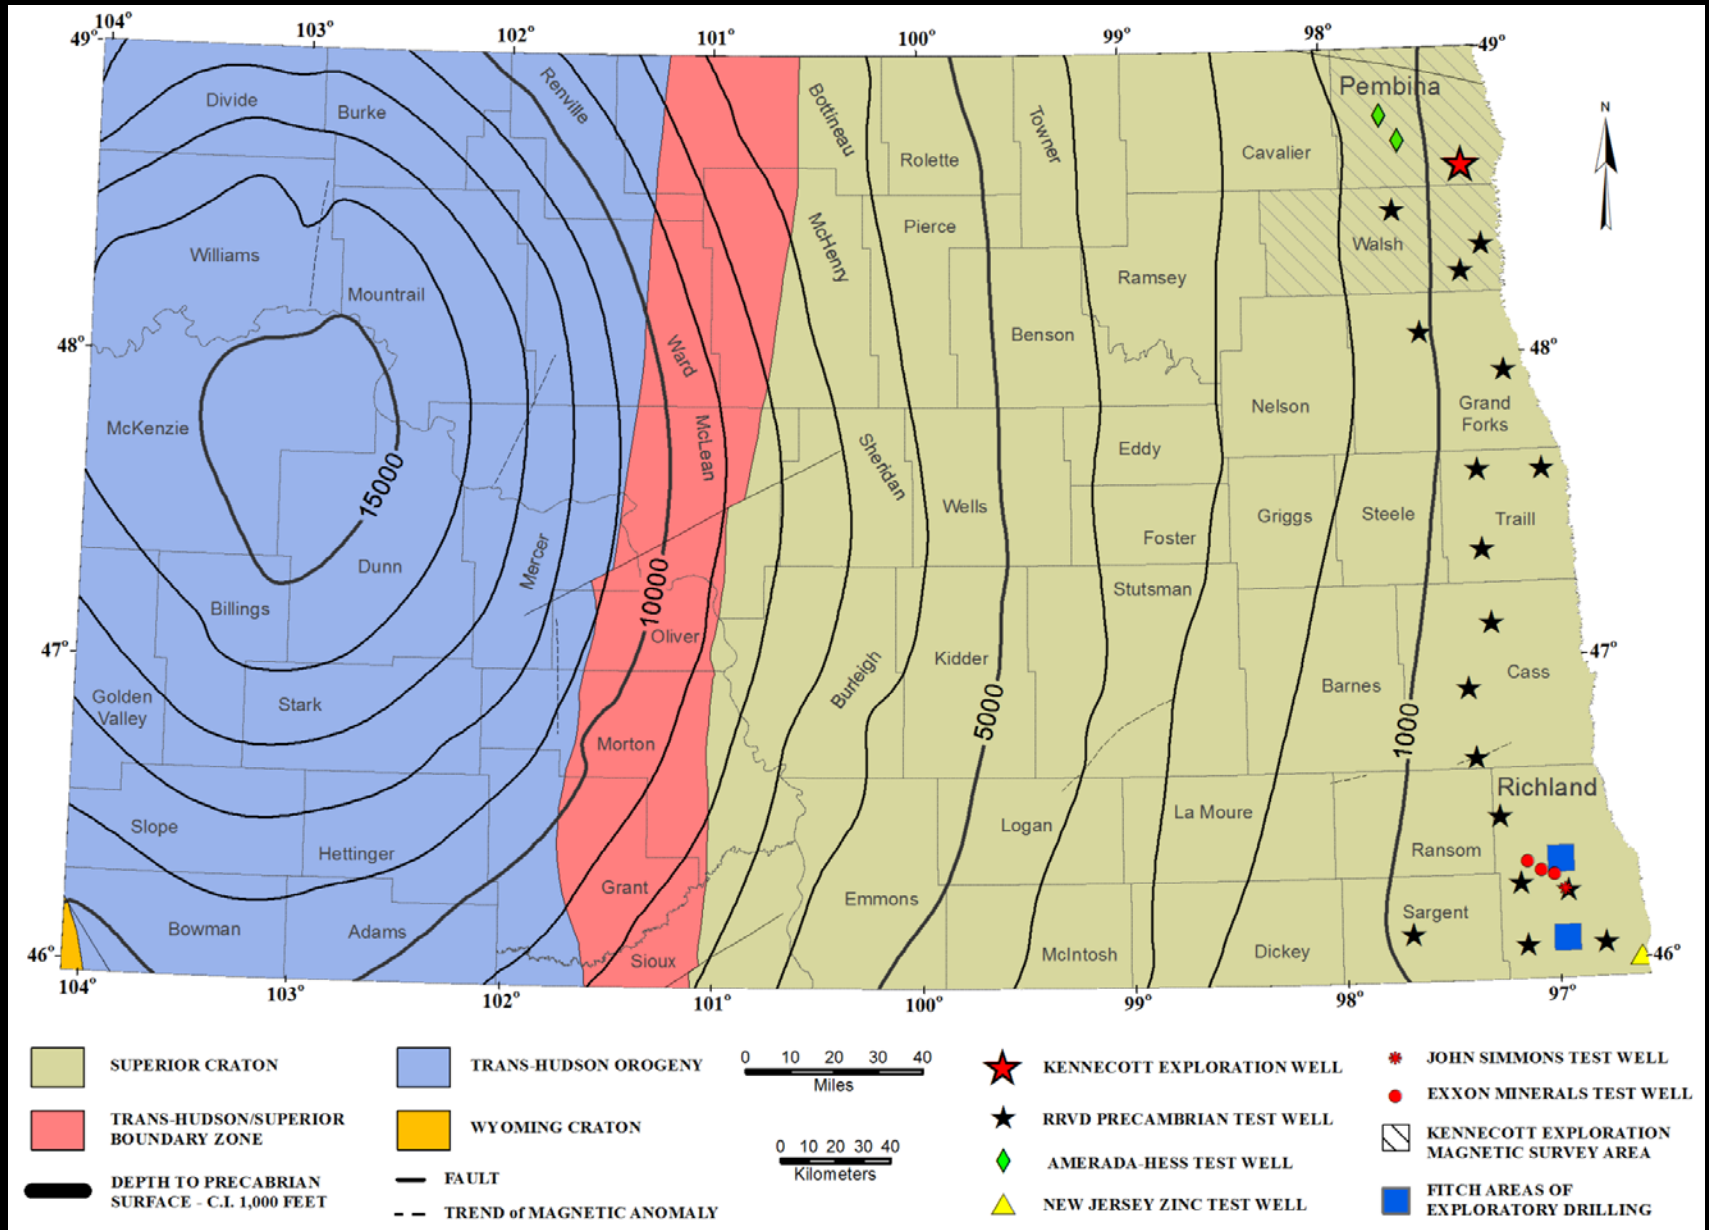 104°
103°
102°
101°
100°
99°
98°
49°
49°
Pembina
Renville
Divide
Burke
Bottineau
Towner
Rolette
Cavalier
N
McHenry
Pierce
Walsh
Williams
Mountrail
Ramsey
48°
Ward
Benson
48°
McKenzie
McLean
Nelson
Grand
Forks
Sheridan
Eddy
15000
Wells
Griggs
Steele
Traill
Foster
Mercer
Dunn
10000
Stutsman
Billings
Oliver
47°
Kidder
47°
Burleigh
Barnes
Cass
Golden
Valley
Stark
5000
1000
Morton
Richland
Slope
Logan
La Moure
Hettinger
Ransom
Grant
Emmons
Sargent
Bowman
Adams
46°
Sioux
McIntosh
Dickey
46°
104°
103°
102°
101°
100°
99°
98°
97°
SUPERIOR CRATON
TRANS-HUDSON/SUPERIOR
BOUNDARY ZONE
DEPTH TO PRECABRIAN
SURFACE - C.I. 1,000 FEET
TRANS-HUDSON OROGENY
WYOMING CRATON
FAULT
TREND of MAGNETIC ANOMALY
0 10 20 30 40
Miles
0 10 20 30 40
Kilometers
KENNECOTT EXPLORATION WELL
RRVD PRECAMBRIAN TEST WELL
AMERADA-HESS TEST WELL
NEW JERSEY ZINC TEST WELL
JOHN SIMMONS TEST WELL
EXXON MINERALS TEST WELL
KENNECOTT EXPLORATION
MAGNETIC SURVEY AREA
FITCH AREAS OF
EXPLORATORY DRILLING